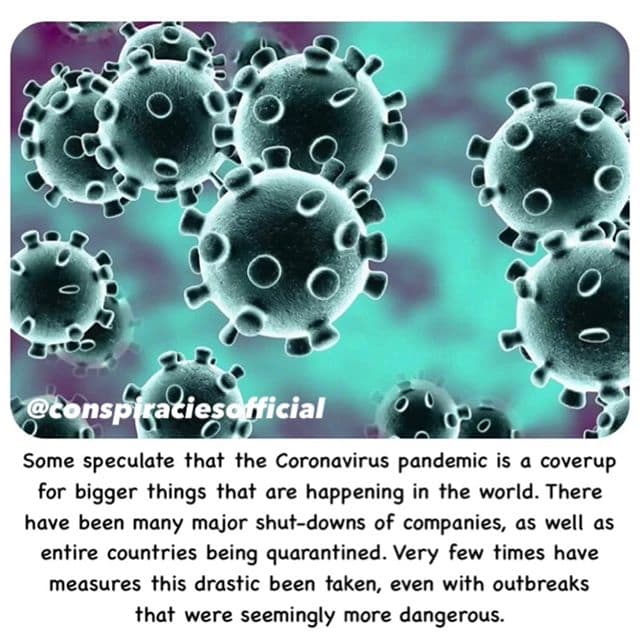 @conspiraciesofficial
Some speculate that the Coronavirus pandemic is a coverup
for bigger things that are happening in the world. There
have been many major shut-downs of companies, as well as
entire countries being quarantined. Very few times have
measures this drastic been taken, even with outbreaks
that were seemingly more dangerous.